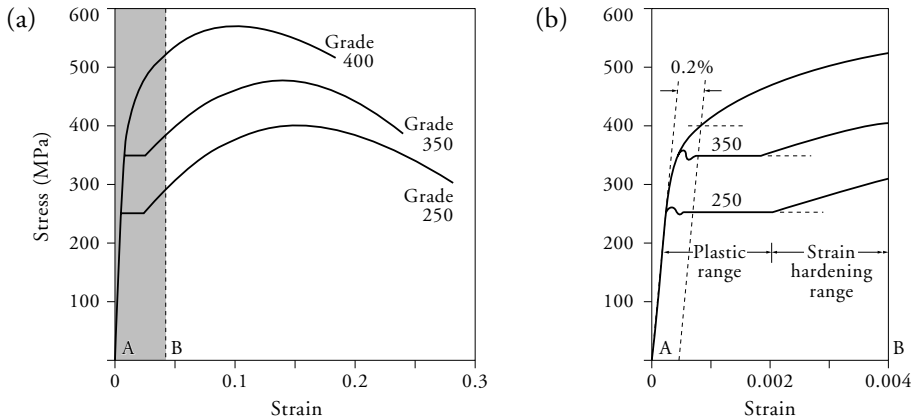 (a)
600
500
400
300
200
100
0
Stress (MPa)
Grade
400
Grade
350
Grade
250
A
B
0
0.1
0.2
0.3
Strain
(b)
600
500
400
300
200
100
0.2%
350
250
Plastic
range
Strain
hardening
range
A
B
0
0.002
0.004
Strain